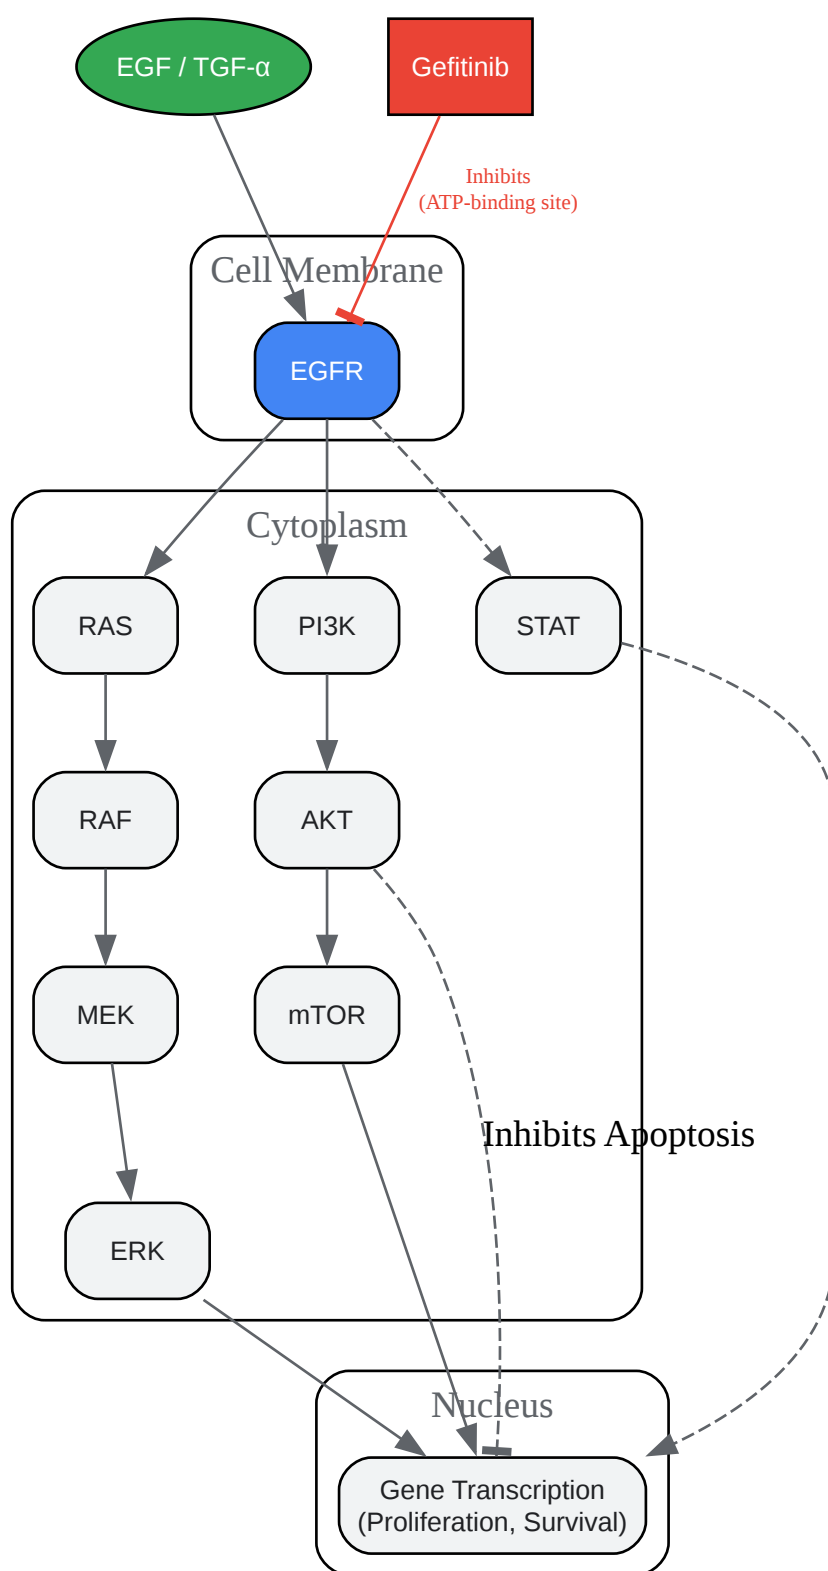 EGF / TGF-α
Gefitinib
Inhibits
(ATP-binding site)
Cell Membrane
EGFR
Cytoplasm
RAS
PI3K
STAT
RAF
AKT
MEK
mTOR
Inhibits Apoptosis
ERK
Nucleus
Gene Transcription
(Proliferation, Survival)